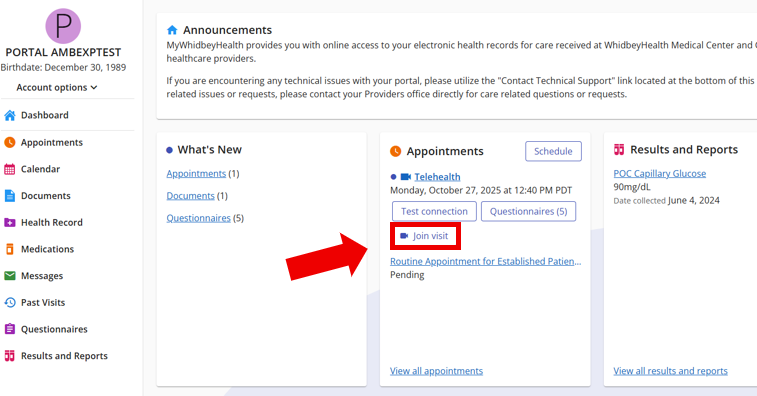 P
PORTAL AMBEXPTEST
Birthdate: December 30, 1989
Account options
Dashboard
Appointments
Calendar
Documents
Health Record
Medications
Messages
Past Visits
Questionnaires
Results and Reports
Announcements
MyWhidbeyHealth provides you with online access to your electronic health records for care received at WhidbeyHealth Medical Center and
healthcare providers.
If you are encountering any technical issues with your portal, please utilize the "Contact Technical Support" link located at the bottom of this
related issues or requests, please contact your Providers office directly for care related questions or requests.
What's New
Appointments (1)
Documents (1)
Questionnaires (5)
Appointments
Schedule
Telehealth
Monday, October 27, 2025 at 12:40 PM PDT
Test connection
Questionnaires (5)
Join visit
Routine Appointment for Established Patien...
Pending
View all appointments
Results and Reports
POC Capillary Glucose
90mg/dL
Date collected June 4, 2024
View all results and reports